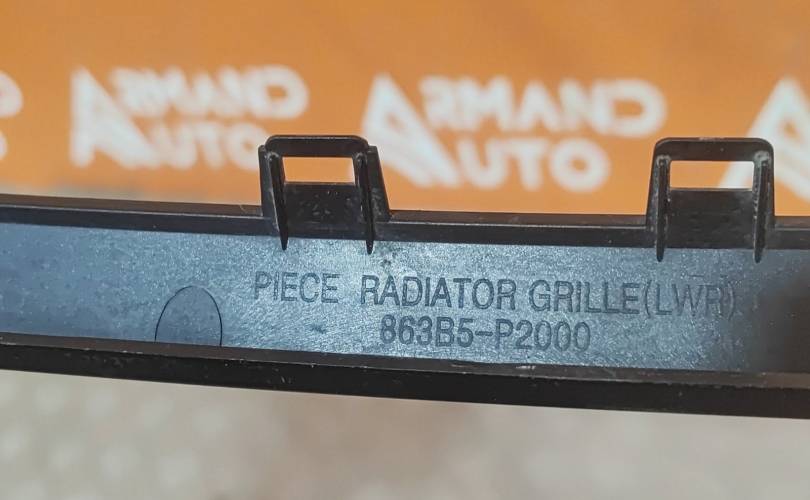 ARMAND
AUTO
ARMAND
AUTO
PIECE RADIATOR GRILLE(LWR)
863B5-P2000